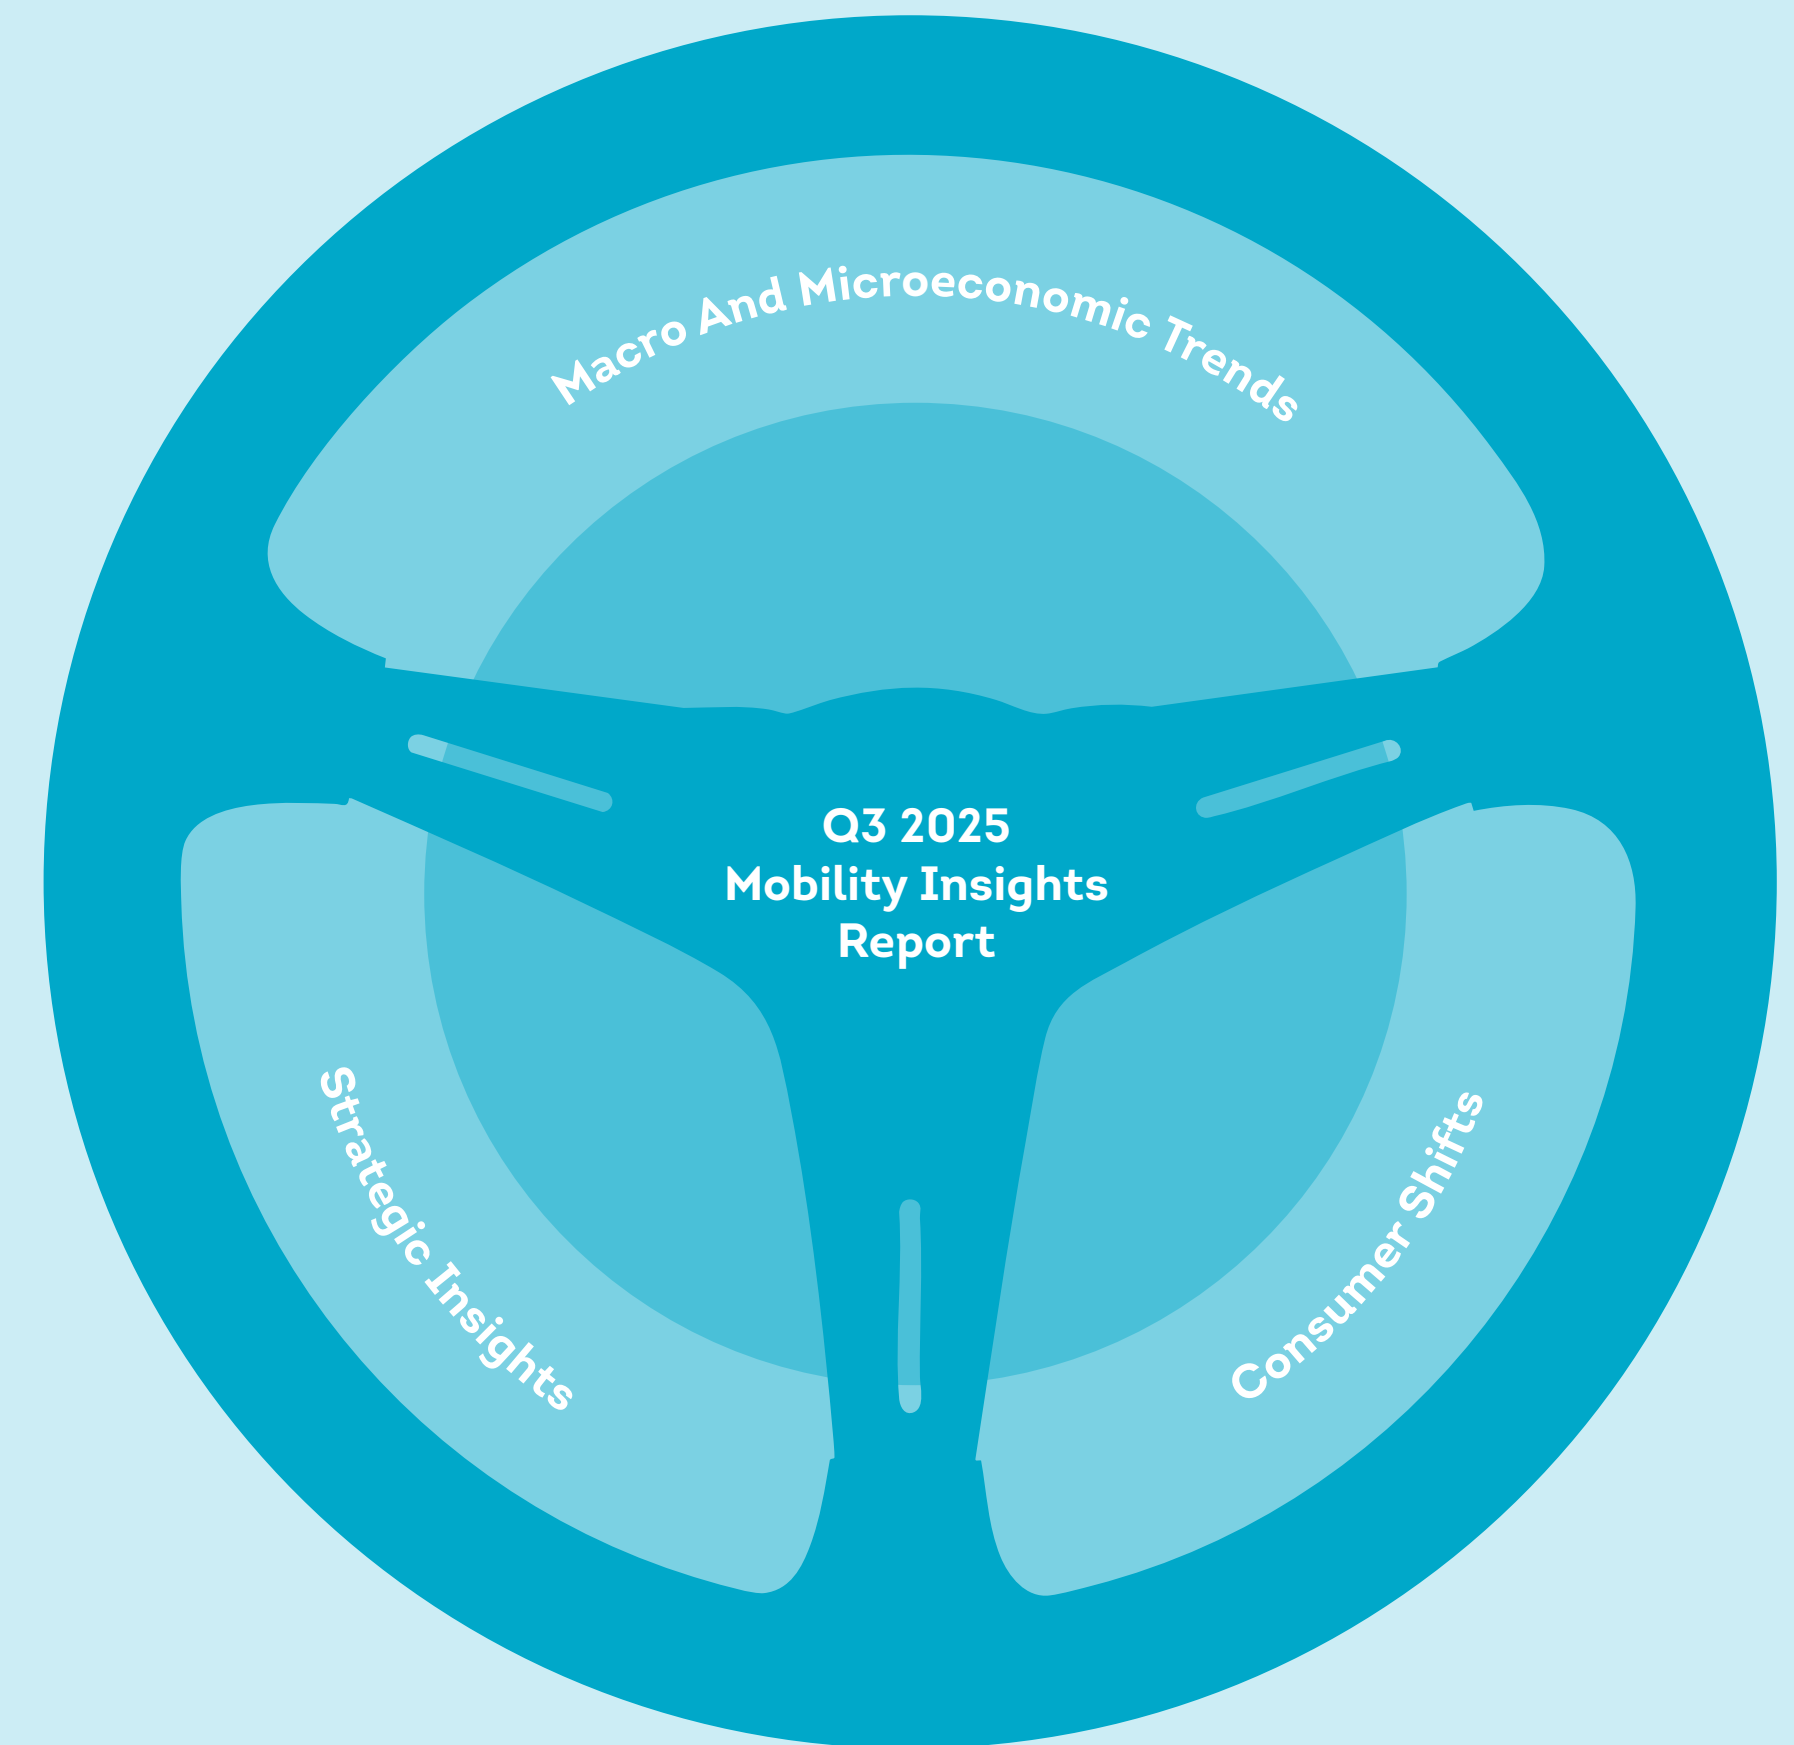 Macro And Microeconomic Trends
Q3 2025
Mobility Insights
Report
Strategic Insights
Consumer Shifts